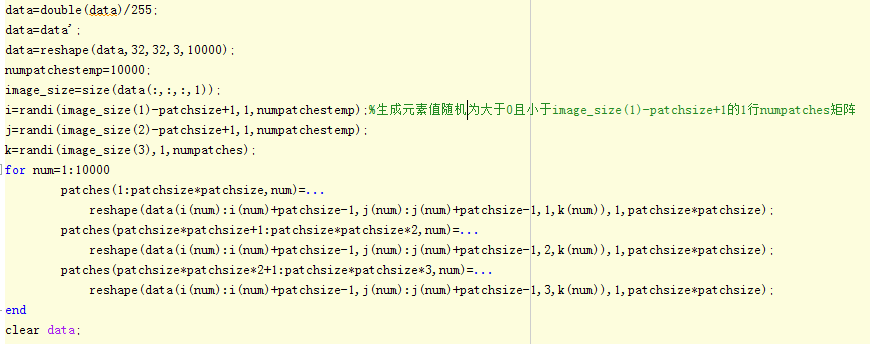 data=double(data)/255;
data=data';
data=reshape(data,32,32,3,10000);
numpatchestemp=10000;
image_size=size(data(:,:,:,1));
i=randi(image_size(1)-patchsize+1,1,numpatchestemp);%生成元素值随机为大于0且小于image_size(1)-patchsize+1的1行numpatches矩阵
j=randi(image_size(2)-patchsize+1,1,numpatchestemp);
k=randi(image_size(3),1,numpatches);
for num=1:10000
patches(1:patchsize*patchsize,num)=...
reshape(data(i(num):i(num)+patchsize-1,j(num):j(num)+patchsize-1,1,k(num)),1,patchsize*patchsize);
patches(patchsize*patchsize+1:patchsize*patchsize*2,num)=...
reshape(data(i(num):i(num)+patchsize-1,j(num):j(num)+patchsize-1,2,k(num)),1,patchsize*patchsize);
patches(patchsize*patchsize*2+1:patchsize*patchsize*3,num)=...
reshape(data(i(num):i(num)+patchsize-1,j(num):j(num)+patchsize-1,3,k(num)),1,patchsize*patchsize);
end
clear data;